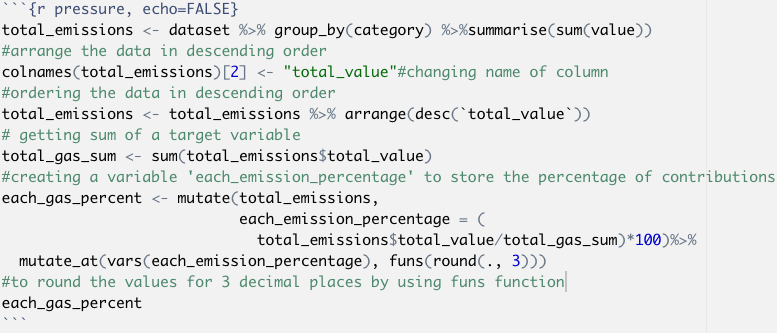 ```{r pressure, echo=FALSE}
total_emissions <- dataset %>% group_by(category) %>%summarise(sum(value))
#arrange the data in descending order
colnames(total_emissions)[2] <- "total_value"#changing name of column
#ordering the data in descending order
total_emissions <- total_emissions %>% arrange(desc(`total_value`))
# getting sum of a target variable
total_gas_sum <- sum(total_emissions$total_value)
#creating a variable 'each_emission_percentage' to store the percentage of contributions
each_gas_percent <- mutate(total_emissions,
each_emission_percentage = (
total_emissions$total_value/total_gas_sum)*100)%>%
mutate_at(vars(each_emission_percentage), funs(round(., 3)))
#to round the values for 3 decimal places by using funs function
each_gas_percent
```